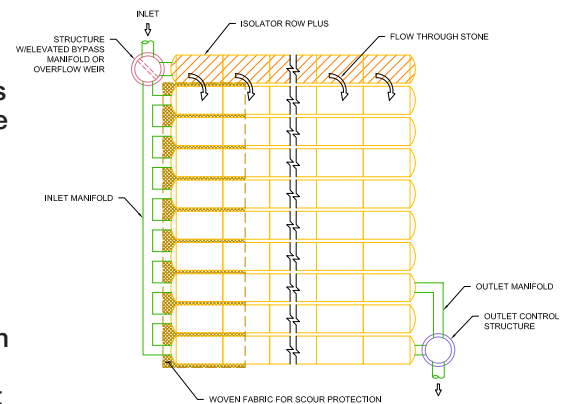 INLET
ISOLATOR ROW PLUS
STRUCTURE
W/ELEVATED BYPASS
MANIFOLD OR
OVERFLOW WEIR
FLOW THROUGH STONE
s
e
INLET MANIFOLD
OUTLET MANIFOLD
OUTLET CONTROL
STRUCTURE
n
WOVEN FABRIC FOR SCOUR PROTECTION